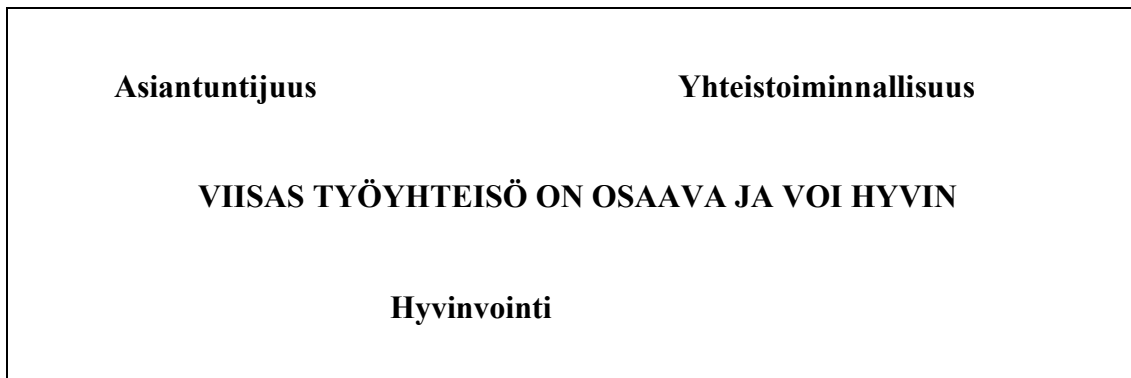 Asiantuntijuus Yhteistoiminnallisuus
VIISAS TYÖYHTEISÖ ON OSAAVA JA VOI HYVIN
Hyvinvointi